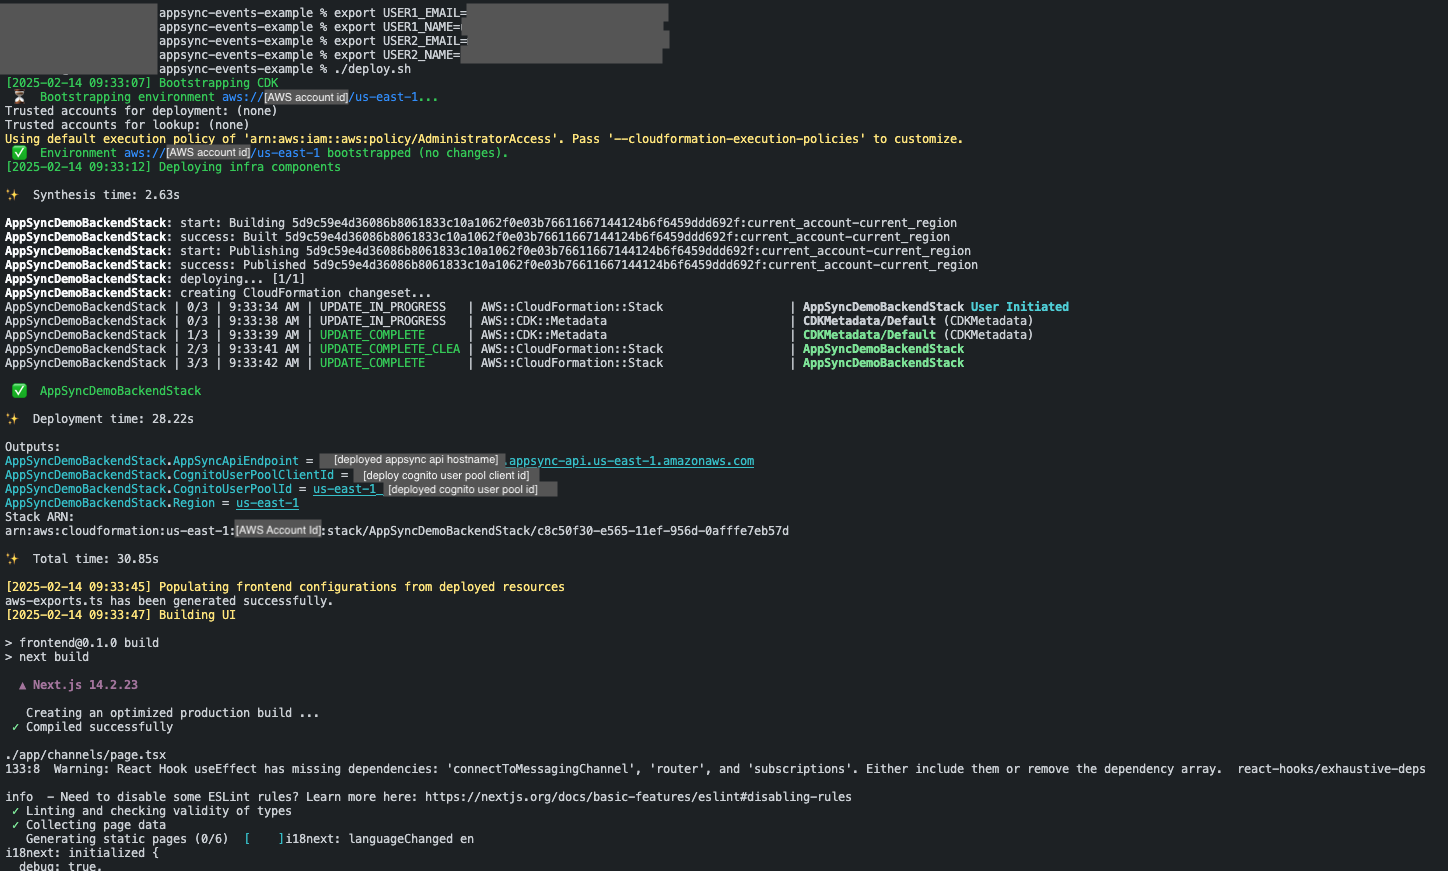 appsync-events-example % export USER1_EMAIL=
appsync-events-example % export USER1_NAME=
appsync-events-example % export USER2_EMAIL=
appsync-events-example % export USER2_NAME=
appsync-events-example % ./deploy.sh
[2025-02-14 09:33:07] Bootstrapping CDK
⏳ Bootstrapping environment aws://[AWS account id]/us-east-1...
Trusted accounts for deployment: (none)
Trusted accounts for lookup: (none)
Using default execution policy of 'arn:aws:iam::aws:policy/AdministratorAccess'. Pass '--cloudformation-execution-policies' to customize.
✅ Environment aws://[AWS account id]/us-east-1 bootstrapped (no changes).
[2025-02-14 09:33:12] Deploying infra components
✨ Synthesis time: 2.63s
AppSyncDemoBackendStack: start: Building 5d9c59e4d36086b8061833c10a1062f0e03b76611667144124b6f6459ddd692f:current_account-current_region
AppSyncDemoBackendStack: success: Built 5d9c59e4d36086b8061833c10a1062f0e03b76611667144124b6f6459ddd692f:current_account-current_region
AppSyncDemoBackendStack: start: Publishing 5d9c59e4d36086b8061833c10a1062f0e03b76611667144124b6f6459ddd692f:current_account-current_region
AppSyncDemoBackendStack: success: Published 5d9c59e4d36086b8061833c10a1062f0e03b76611667144124b6f6459ddd692f:current_account-current_region
AppSyncDemoBackendStack: deploying... [1/1]
AppSyncDemoBackendStack: creating CloudFormation changeset...
AppSyncDemoBackendStack | 0/3 | 9:33:34 AM | UPDATE_IN_PROGRESS | AWS::CloudFormation::Stack | AppSyncDemoBackendStack User Initiated
AppSyncDemoBackendStack | 0/3 | 9:33:38 AM | UPDATE_IN_PROGRESS | AWS::CDK::Metadata | CDKMetadata/Default (CDKMetadata)
AppSyncDemoBackendStack | 1/3 | 9:33:39 AM | UPDATE_COMPLETE | AWS::CDK::Metadata | CDKMetadata/Default (CDKMetadata)
AppSyncDemoBackendStack | 2/3 | 9:33:41 AM | UPDATE_COMPLETE_CLEA | AWS::CloudFormation::Stack | AppSyncDemoBackendStack
AppSyncDemoBackendStack | 3/3 | 9:33:42 AM | UPDATE_COMPLETE | AWS::CloudFormation::Stack | AppSyncDemoBackendStack
✅ AppSyncDemoBackendStack
✨ Deployment time: 28.22s
Outputs:
AppSyncDemoBackendStack.AppSyncApiEndpoint = [deployed appsync api hostname].appsync-api.us-east-1.amazonaws.com
AppSyncDemoBackendStack.CognitoUserPoolClientId = [deploy cognito user pool client id]
AppSyncDemoBackendStack.CognitoUserPoolId = us-east-1_[deployed cognito user pool id]
AppSyncDemoBackendStack.Region = us-east-1
Stack ARN:
arn:aws:cloudformation:us-east-1:[AWS Account Id]:stack/AppSyncDemoBackendStack/c8c50f30-e565-11ef-956d-0afffe7eb57d
✨ Total time: 30.85s
[2025-02-14 09:33:45] Populating frontend configurations from deployed resources
aws-exports.ts has been generated successfully.
[2025-02-14 09:33:47] Building UI
> frontend@0.1.0 build
> next build
▲ Next.js 14.2.23
Creating an optimized production build ...
✓ Compiled successfully
./app/channels/page.tsx
133:8 Warning: React Hook useEffect has missing dependencies: 'connectToMessagingChannel', 'router', and 'subscriptions'. Either include them or remove the dependency array. react-hooks/exhaustive-deps
info - Need to disable some ESLint rules? Learn more here: https://nextjs.org/docs/basic-features/eslint#disabling-rules
✓ Linting and checking validity of types
✓ Collecting page data
Generating static pages (0/6) [ ]i18next: languageChanged en
i18next: initialized {
debug: true,